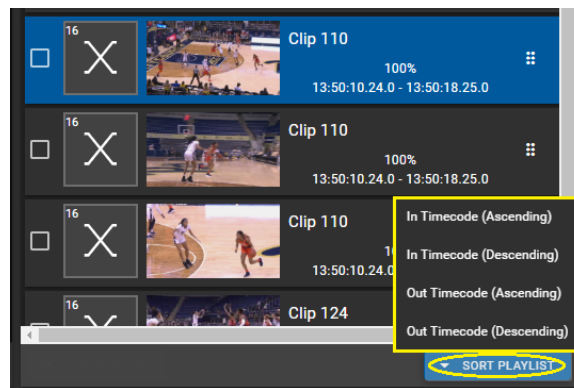 16
Clip 110
100%
13:50:10.24.0 - 13:50:18.25.0
16
Clip 110
100%
13:50:10.24.0 - 13:50:18.25.0
16
Clip 110
13:50:10.24.0
16
Clip 124
In Timecode (Ascending)
In Timecode (Descending)
Out Timecode (Ascending)
Out Timecode (Descending)
SORT PLAYLIST